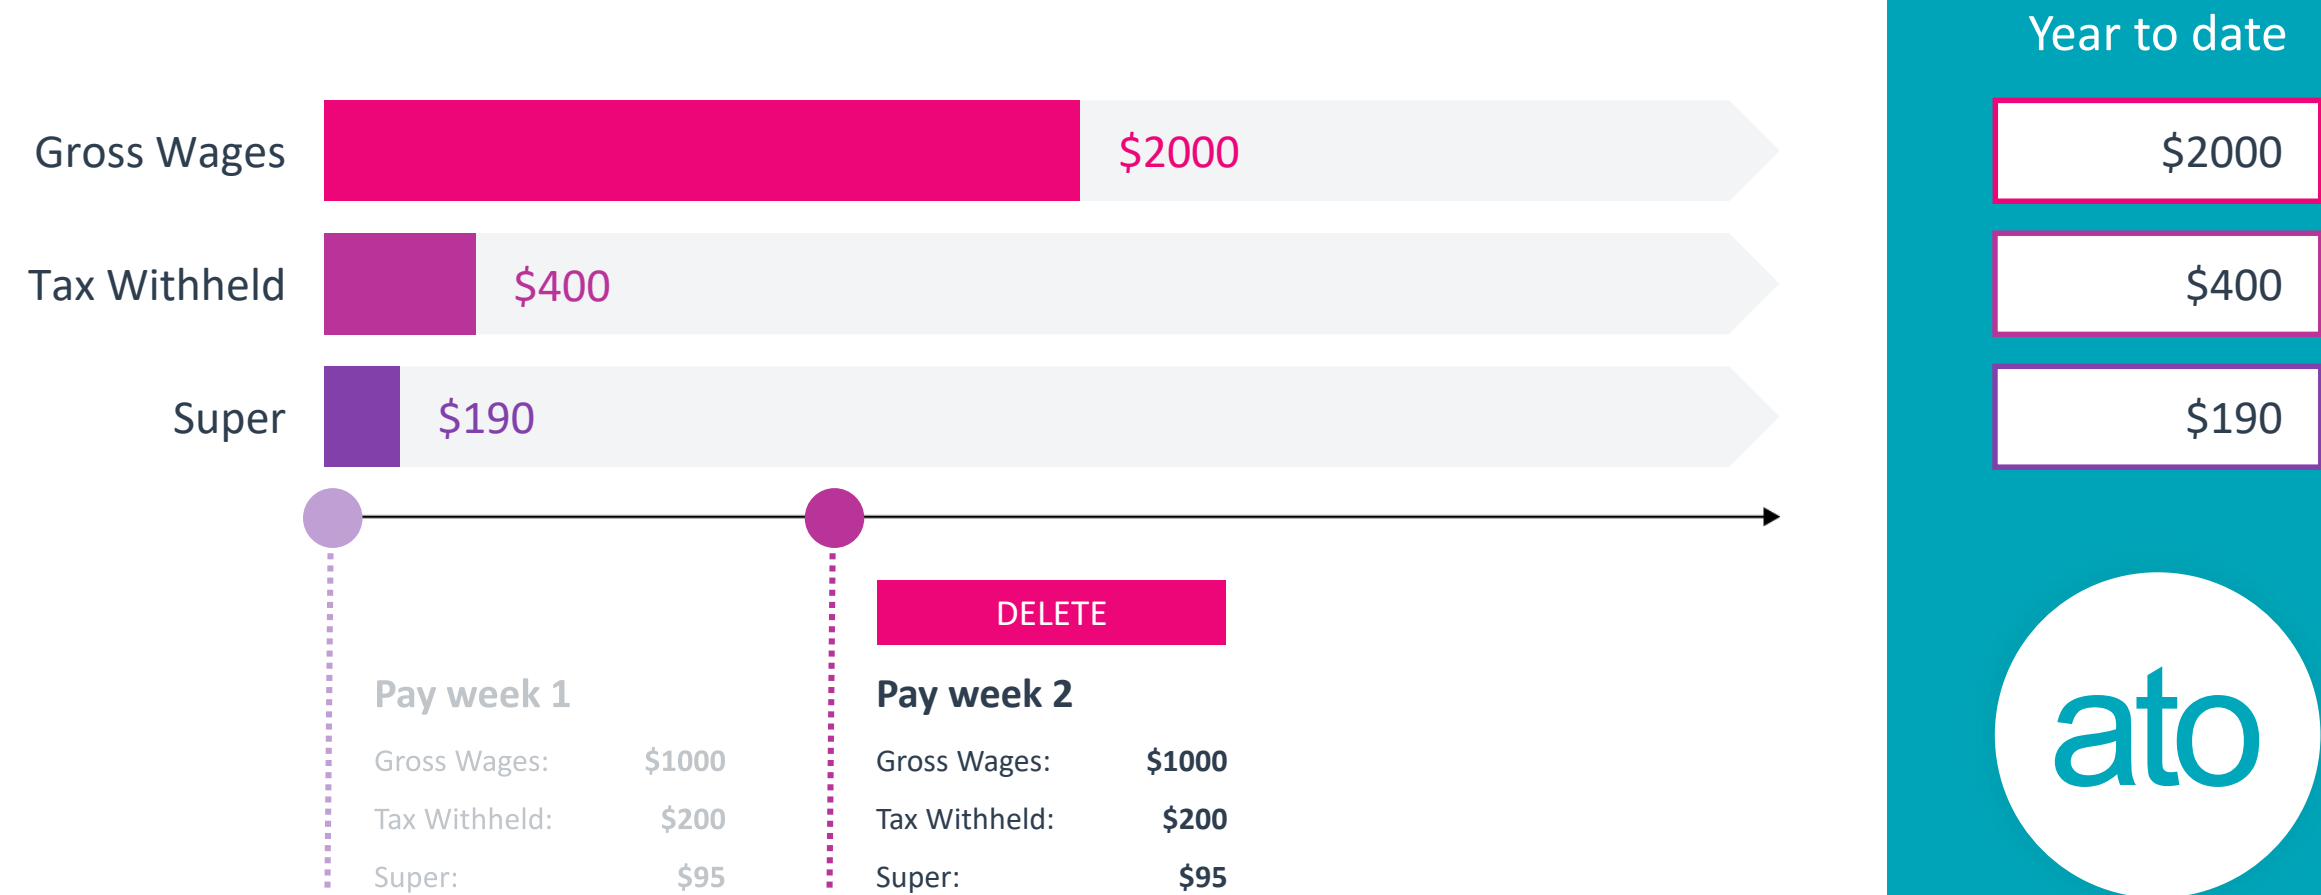 Year to date
Gross Wages $2000 $2000
Tax Withheld $400 $400
Super $190 $190
DELETE
Pay week 1
Gross Wages: $1000
Tax Withheld: $200
Super: $95
Pay week 2
Gross Wages: $1000
Tax Withheld: $200
Super: $95
ato